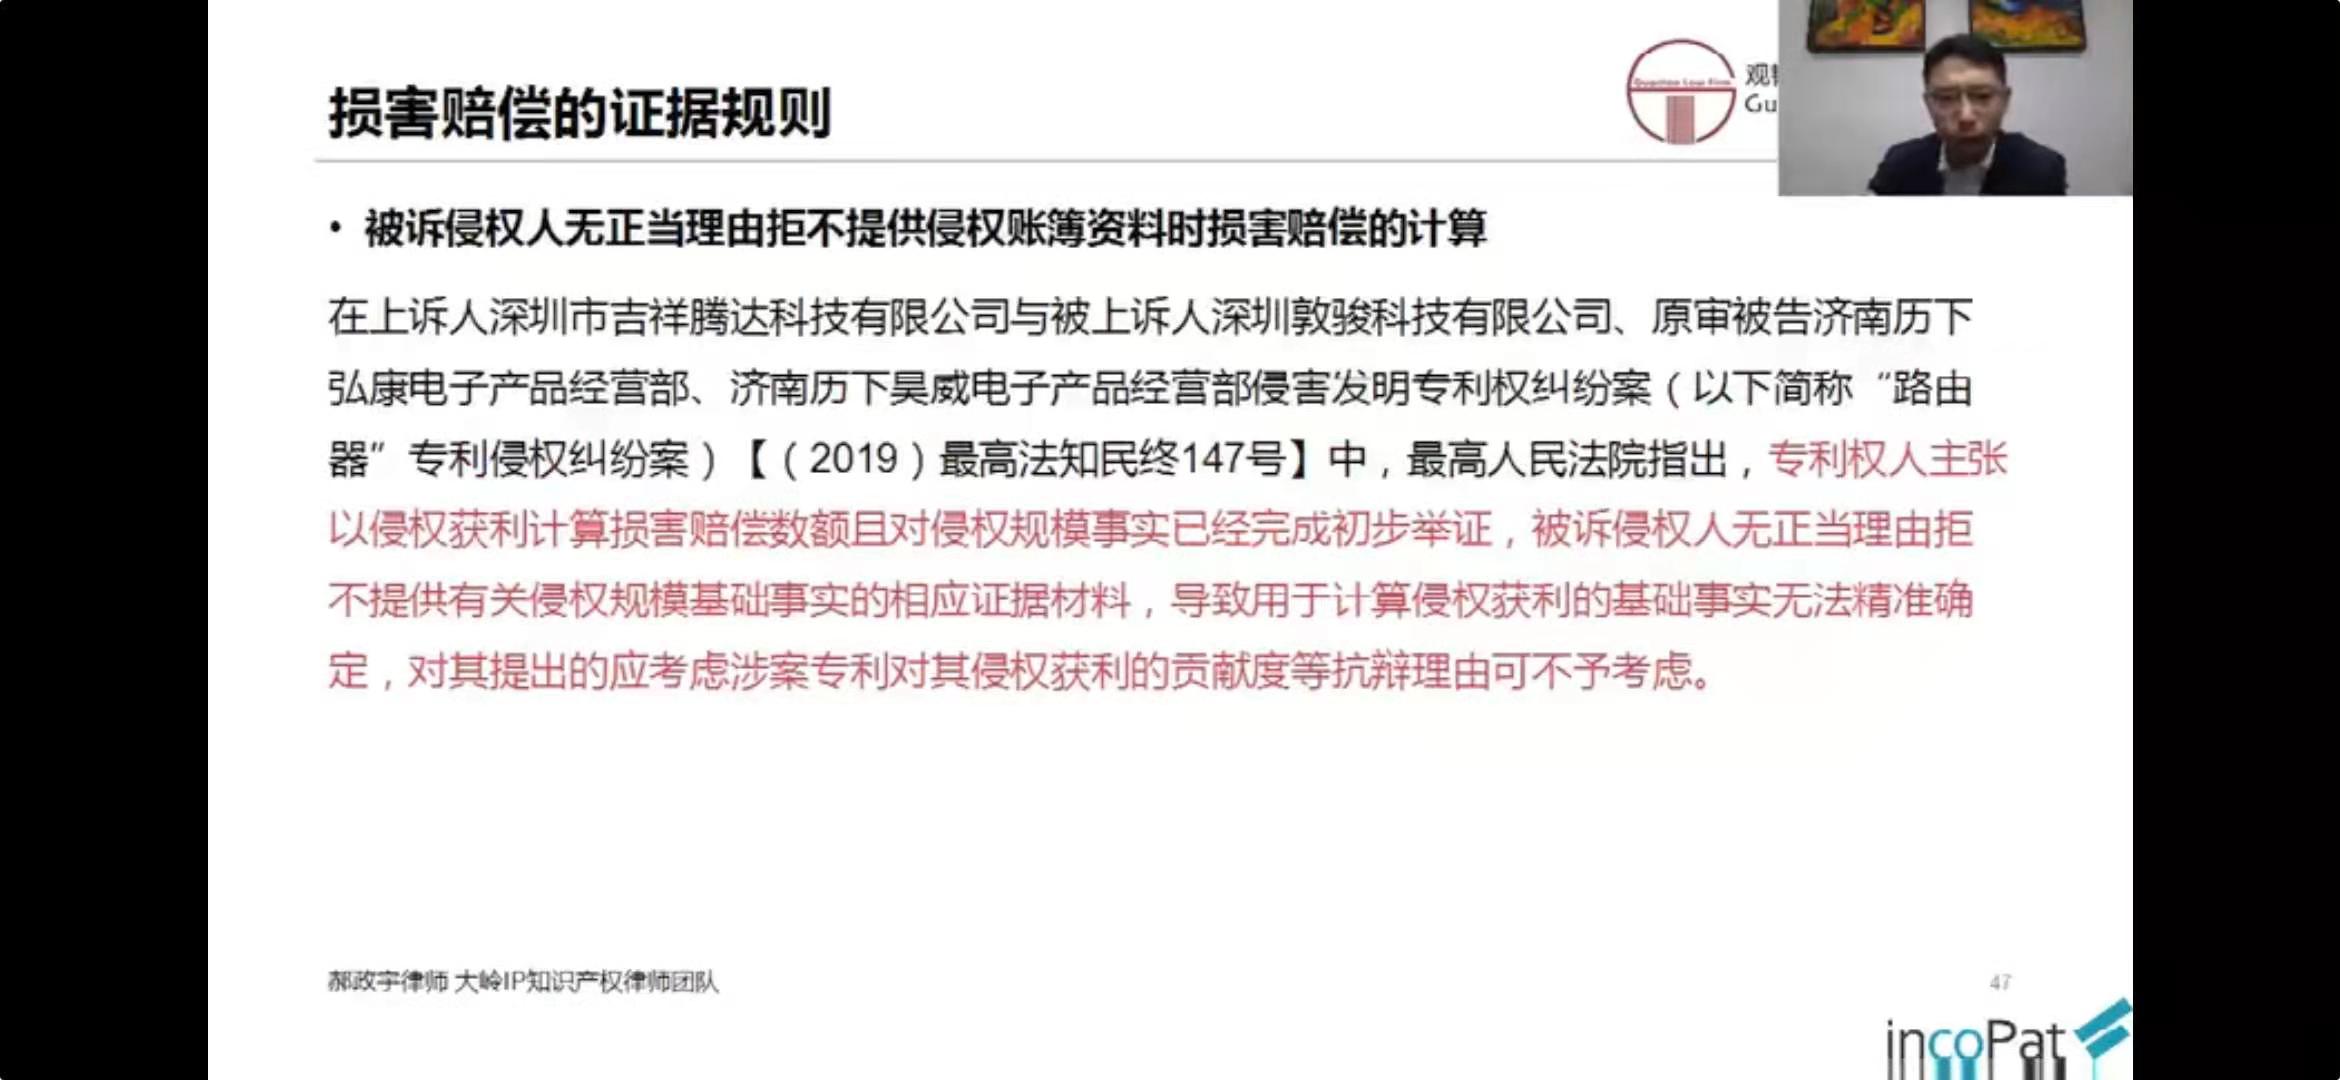 损害赔偿的证据规则
Guantao Law Firm
观
Gu
• 被诉侵权人无正当理由拒不提供侵权账簿资料时损害赔偿的计算
在上诉人深圳市吉祥腾达科技有限公司与被上诉人深圳敦骏科技有限公司、原审被告济南历下
弘康电子产品经营部、济南历下昊威电子产品经营部侵害发明专利权纠纷案（以下简称“路由
器”专利侵权纠纷案）【（2019）最高法知民终147号】中，最高人民法院指出，专利权人主张
以侵权获利计算损害赔偿数额且对侵权规模事实已经完成初步举证，被诉侵权人无正当理由拒
不提供有关侵权规模基础事实的相应证据材料，导致用于计算侵权获利的基础事实无法精准确
定，对其提出的应考虑涉案专利对其侵权获利的贡献度等抗辩理由可不予考虑。
郝政宇律师 大岭IP知识产权律师团队
47
incoPat